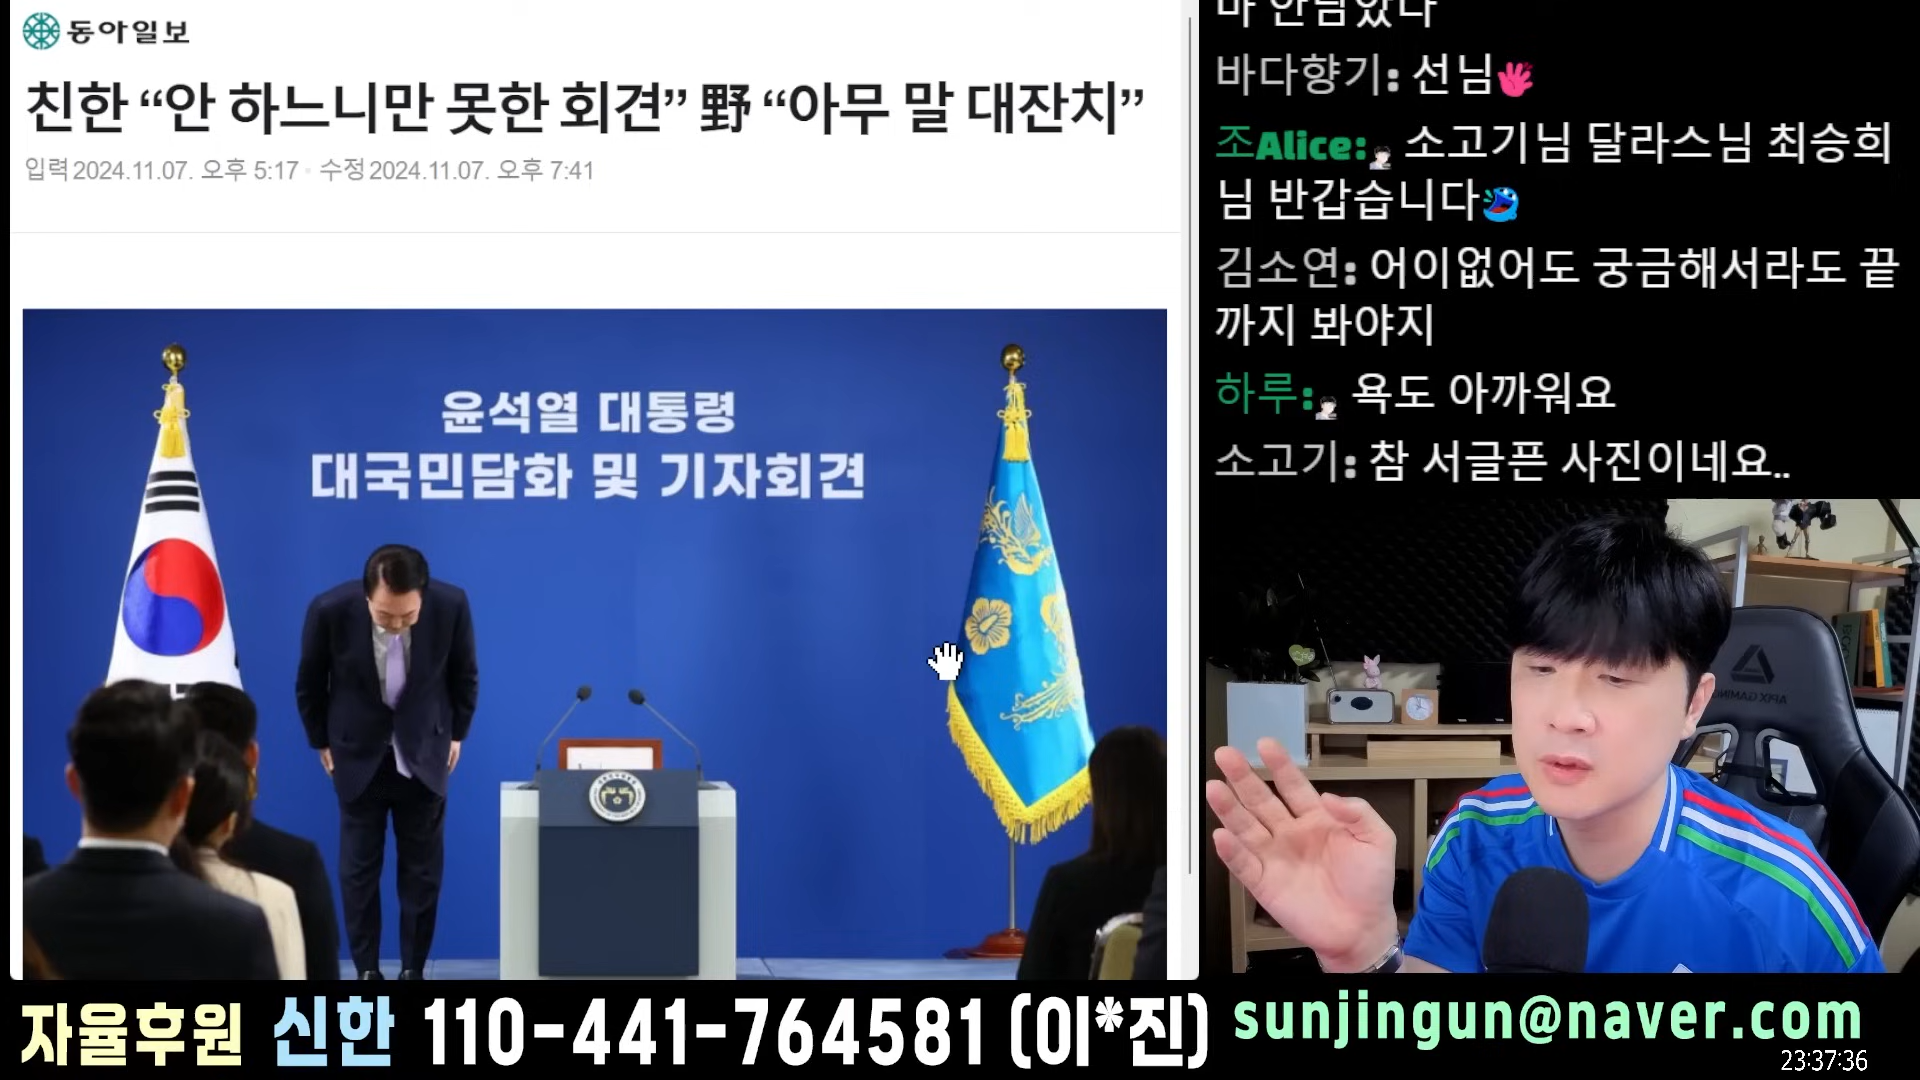 동아일보
친한 “안 하느니만 못한 회견” 野 “아무 말 대잔치”
입력 2024.11.07. 오후 5:17 · 수정 2024.11.07. 오후 7:41
윤석열 대통령
대국민담화 및 기자회견
마 안남았나
바다향기: 선님
조Alice: 소고기님 달라스님 최승희
님 반갑습니다
김소연: 어이없어도 궁금해서라도 끝
까지 봐야지
하루: 욕도 아까워요
소고기: 참 서글픈 사진이네요..
자율후원 신한 110-441-764581 (이*진)
sunjingun@naver.com
23:37:36